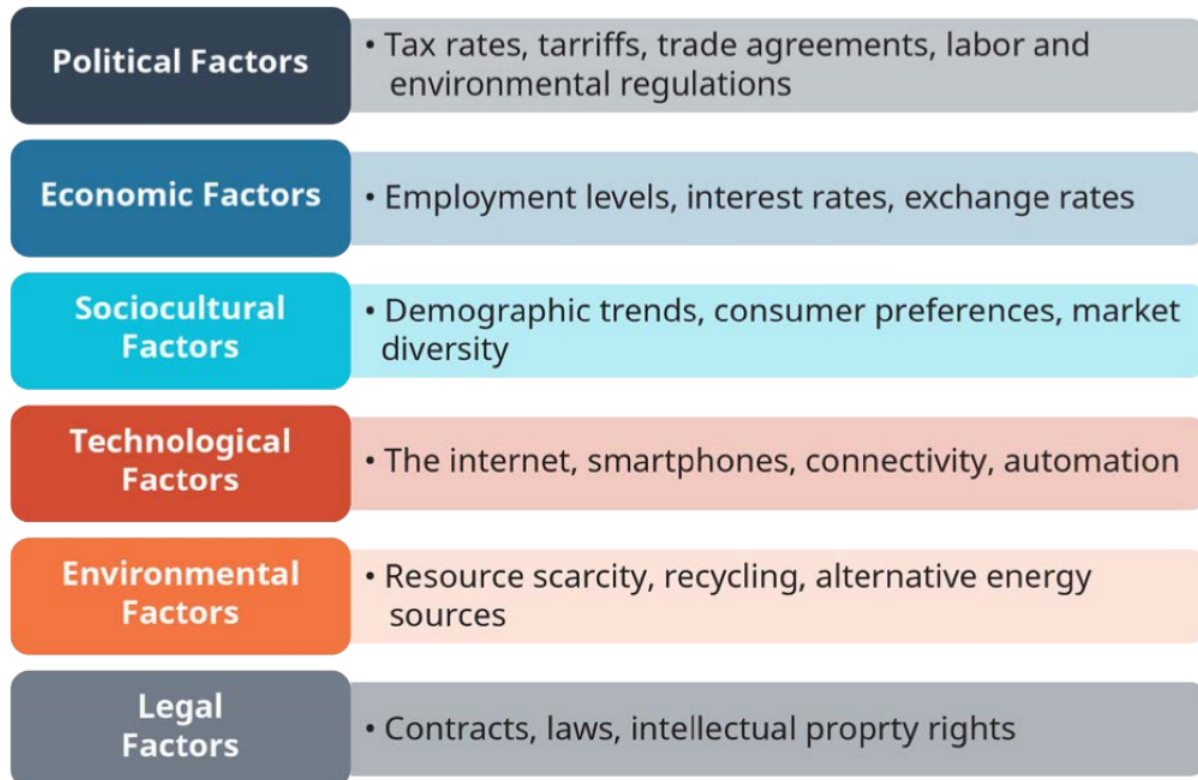 Political Factors
• Tax rates, tarriffs, trade agreements, labor and
environmental regulations
Economic Factors
• Employment levels, interest rates, exchange rates
Sociocultural
Factors
• Demographic trends, consumer preferences, market
diversity
Technological
Factors
• The internet, smartphones, connectivity, automation
Environmental
Factors
• Resource scarcity, recycling, alternative energy
sources
Legal
Factors
• Contracts, laws, intellectual proprty rights